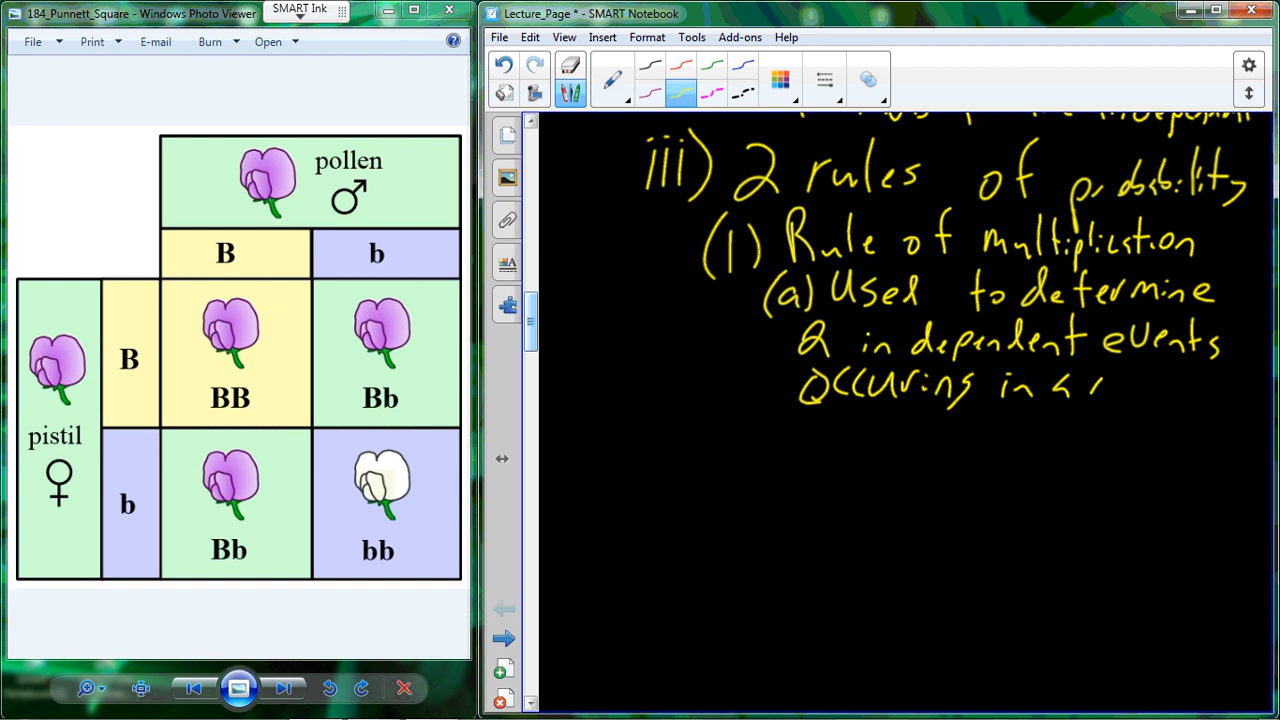 184_Punnett_Square - Windows Photo Viewer
SMART Ink
File Print E-mail Burn Open
pollen
♂
B b
B
BB Bb
pistil
♀
b
Bb bb
Lecture_Page * - SMART Notebook
File Edit View Insert Format Tools Add-ons Help
iii) 2 rules of probability
(1) Rule of multiplication
(a) Used to determine
2 independent events
Occuring in a